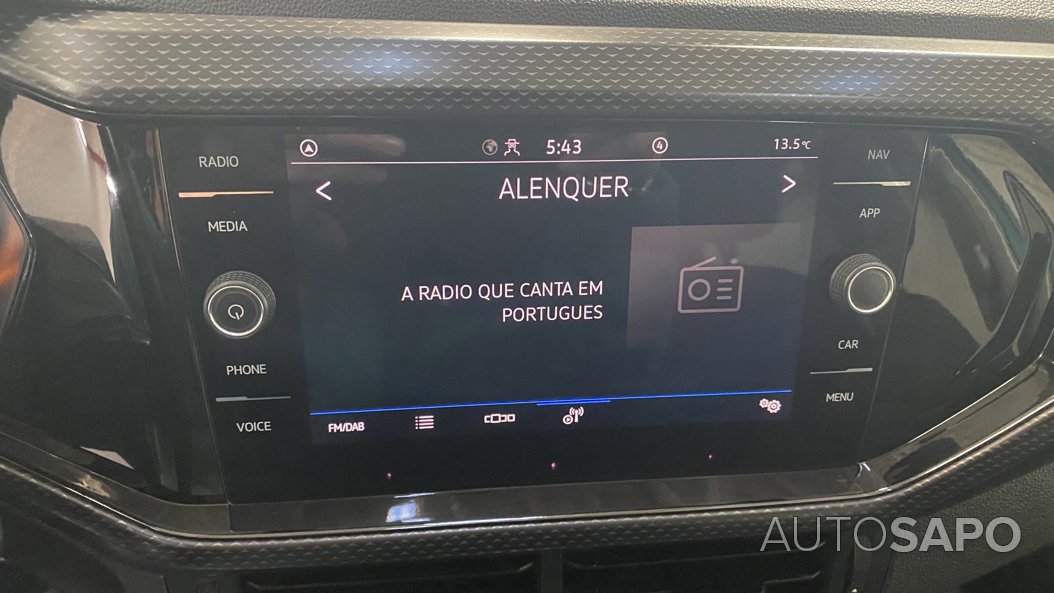 RADIO
MEDIA
PHONE
VOICE
5:43
4
13.5°C
<
ALENQUER
>
A RADIO QUE CANTA EM
PORTUGUES
FM/DAB
NAV
APP
CAR
MENU
AUTOSAPO